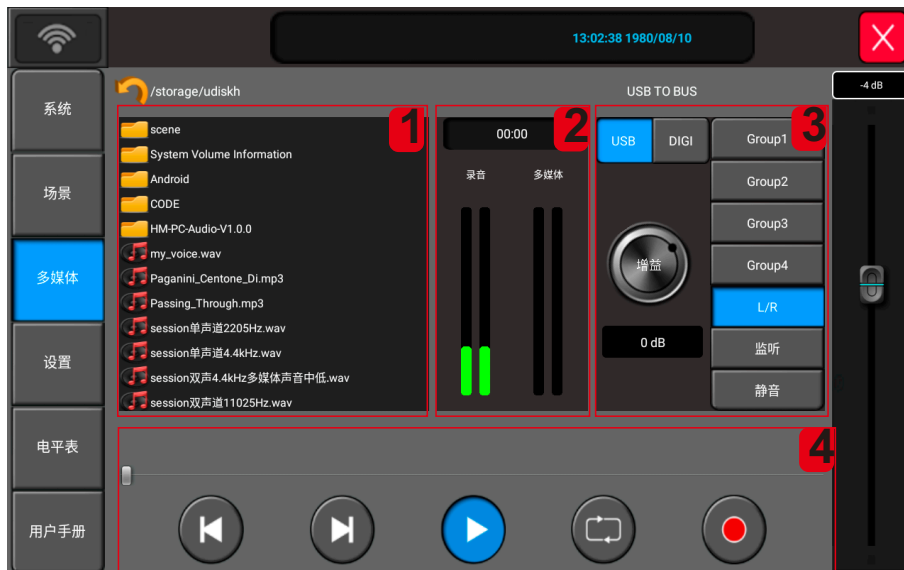 13:02:38 1980/08/10
系统
场景
多媒体
设置
电平表
用户手册
/storage/udiskh
1
scene
System Volume Information
Android
CODE
HM-PC-Audio-V1.0.0
my_voice.wav
Paganini_Centone_Di.mp3
Passing_Through.mp3
session单声道2205Hz.wav
session单声道4.4kHz.wav
session双声4.4kHz多媒体声音中低.wav
session双声道11025Hz.wav
2
00:00
录音 多媒体
USB TO BUS
3
USB DIGI
增益
0 dB
Group1
Group2
Group3
Group4
L/R
监听
静音
-4 dB
4